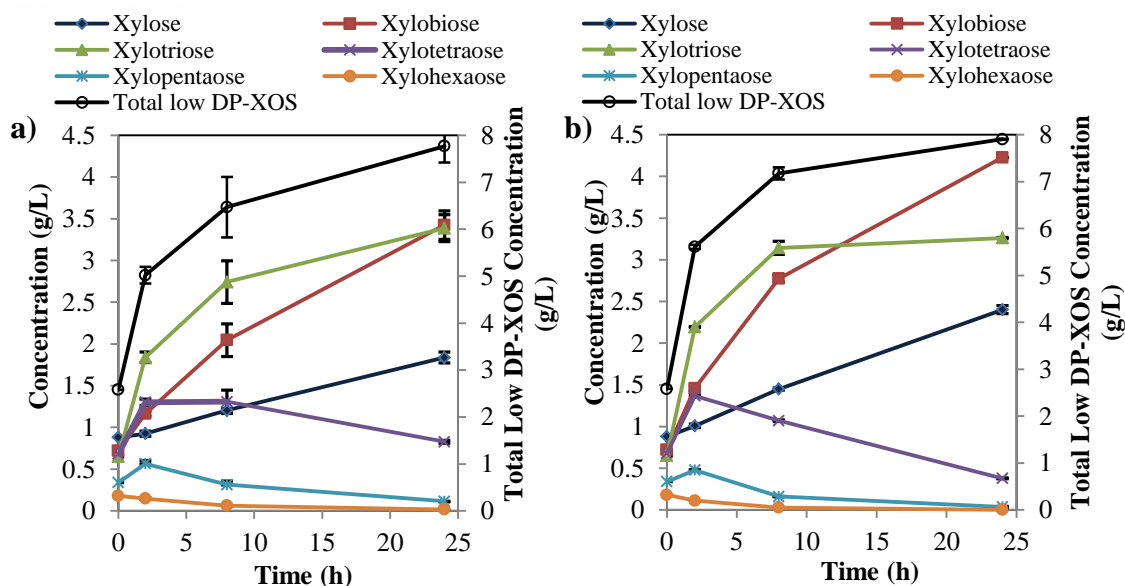 Xylose Xylobiose
Xylotriose Xylotetraose
Xylopentaose Xylohexaose
Total low DP-XOS
a)
Concentration (g/L)
4.5
4
3.5
3
2.5
2
1.5
1
0.5
0
8
7
6
5
4
3
2
1
0
Total Low DP-XOS Concentration
(g/L)
0 5 10 15 20 25
Time (h)
Xylose Xylobiose
Xylotriose Xylotetraose
Xylopentaose Xylohexaose
Total low DP-XOS
b)
Concentration (g/L)
4.5
4
3.5
3
2.5
2
1.5
1
0.5
0
8
7
6
5
4
3
2
1
0
Total Low DP-XOS Concentration
(g/L)
0 5 10 15 20 25
Time (h)